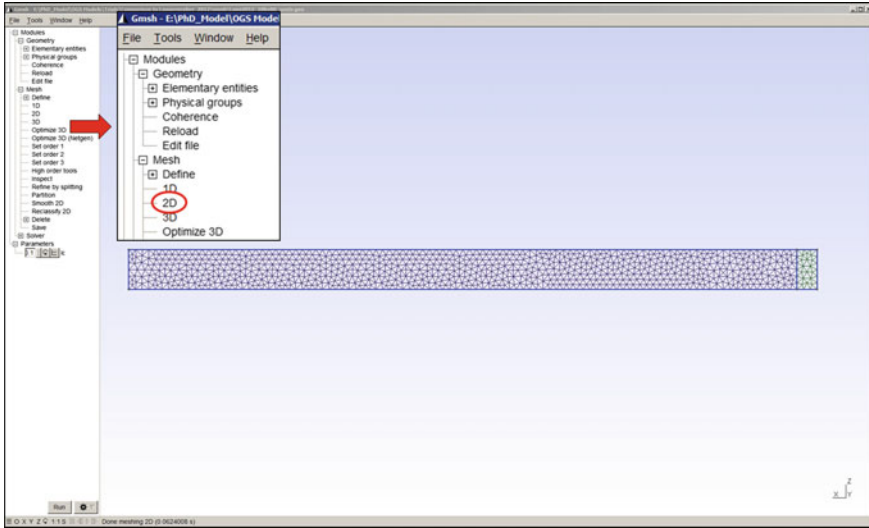 File Tools Window Help
Modules
Geometry
Elementary entities
Physical groups
Coherence
Reload
Edit file
Mesh
Define
1D
2D
3D
Optimize 3D
Optimize 3D (Netgen)
Set order 1
Set order 2
Set order 3
High order tools
Inspect
Refine by splitting
Partition
Smooth 2D
Reclassify 2D
Delete
Save
Solver
Parameters
Gmsh - E:\PhD_Model\OGS Model
File Tools Window Help
Modules
Geometry
Elementary entities
Physical groups
Coherence
Reload
Edit file
Mesh
Define
1D
2D
3D
Optimize 3D
Z
X Y
Run
O X Y Z 1:1 S Done meshing 2D (0.0624008 s)